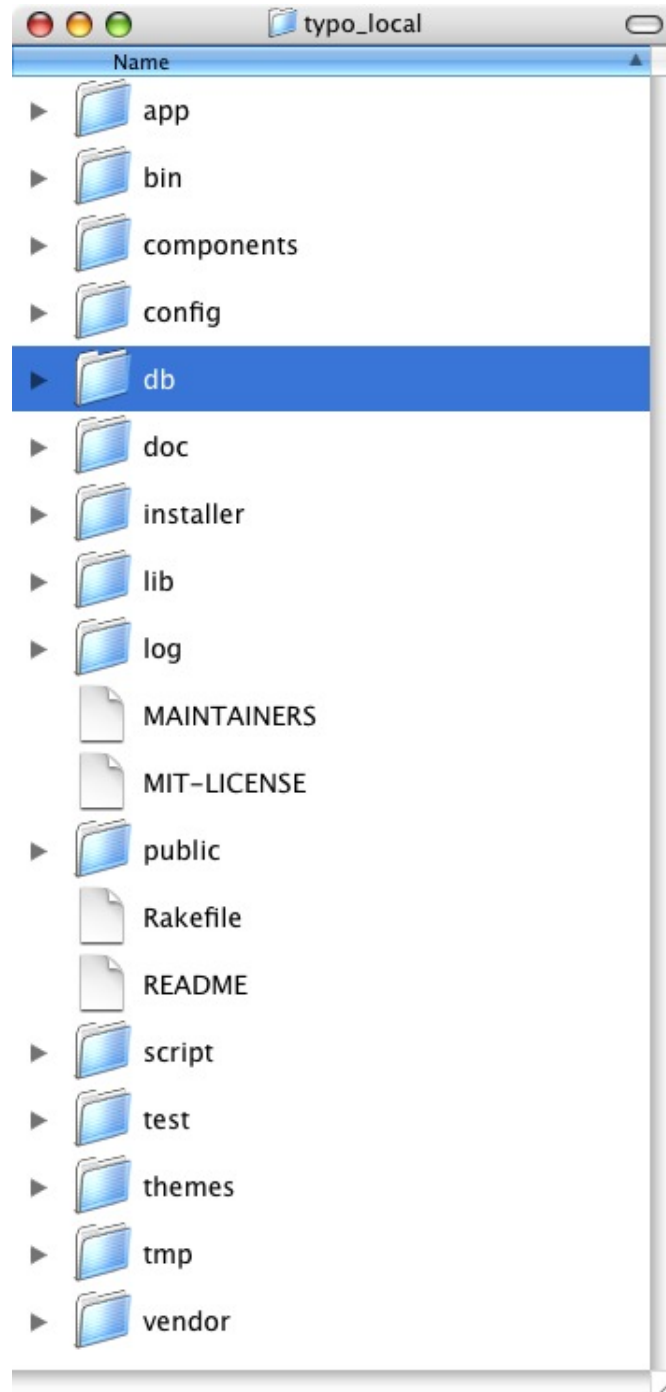 typo_local
Name
app
bin
components
config
db
doc
installer
lib
log
MAINTAINERS
MIT-LICENSE
public
Rakefile
README
script
test
themes
tmp
vendor